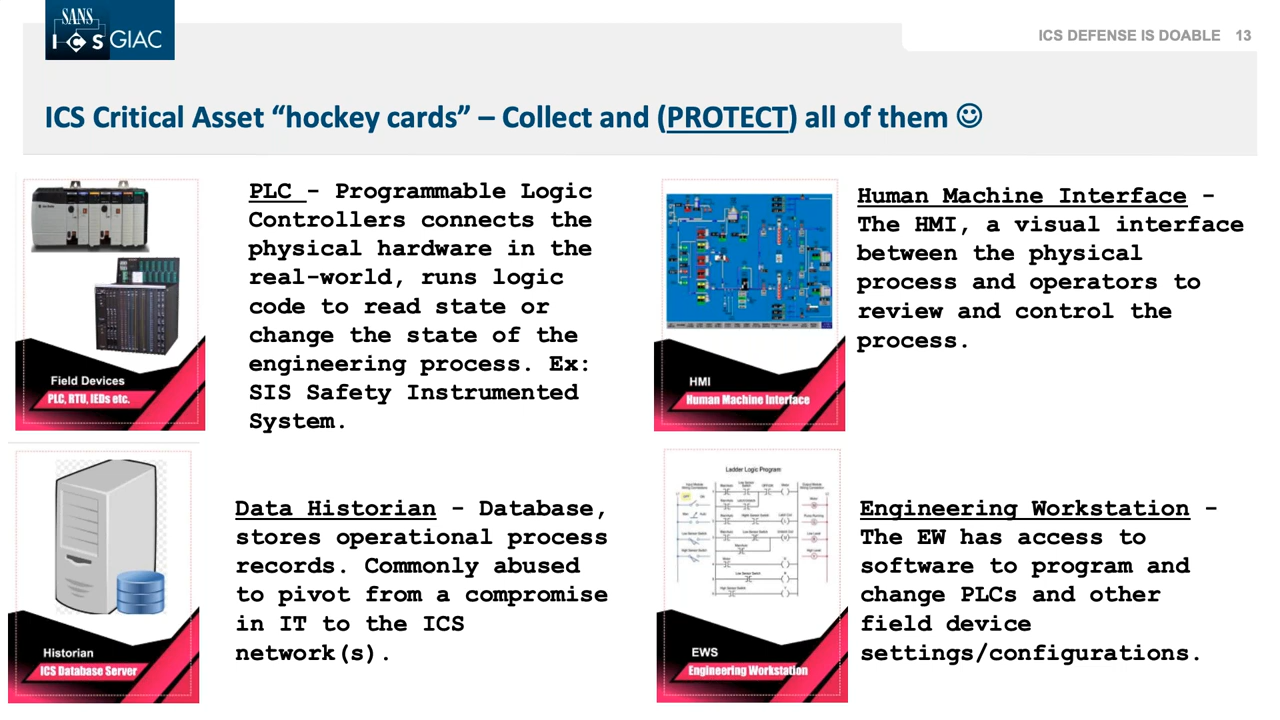 SANS
ICS GIAC
ICS DEFENSE IS DOABLE 13
ICS Critical Asset “hockey cards” – Collect and (PROTECT) all of them ☺
PLC - Programmable Logic
Controllers connects the
physical hardware in the
real-world, runs logic
code to read state or
change the state of the
engineering process. Ex:
SIS Safety Instrumented
System.
Field Devices
PLC, RTU, IEDs etc.
Human Machine Interface -
The HMI, a visual interface
between the physical
process and operators to
review and control the
process.
HMI
Human Machine Interface
Data Historian - Database,
stores operational process
records. Commonly abused
to pivot from a compromise
in IT to the ICS
network(s).
Historian
ICS Database Server
Ladder Logic Program
Engineering Workstation -
The EW has access to
software to program and
change PLCs and other
field device
settings/configurations.
EWS
Engineering Workstation